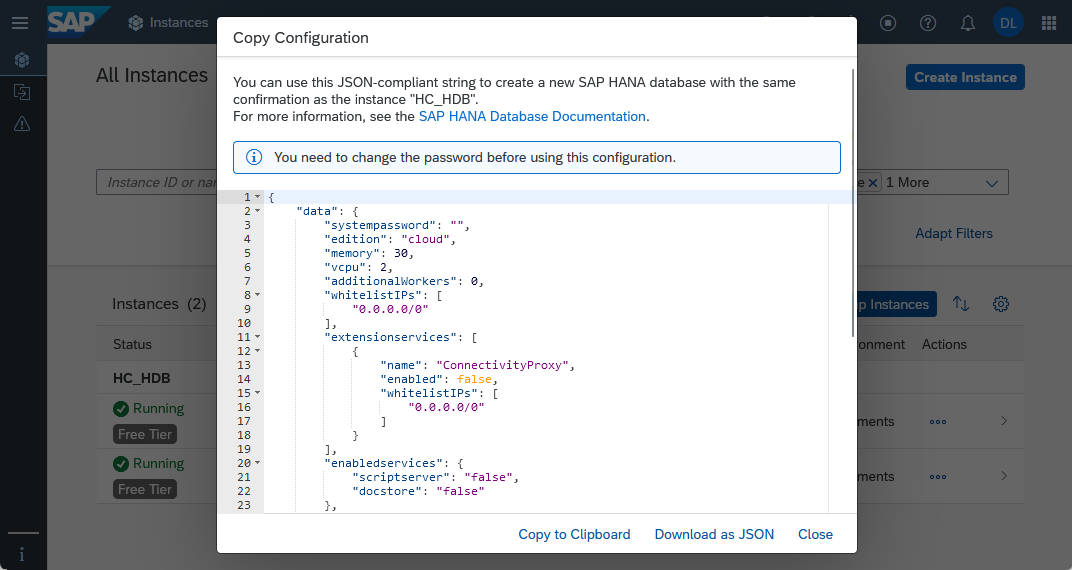 SAP
Instances
DL
All Instances
Create Instance
Instance ID or
1 More
Adapt Filters
Instances (2)
Instances
Status
Actions
HC_HDB
Running
Free Tier
Running
Free Tier
Copy Configuration
You can use this JSON-compliant string to create a new SAP HANA database with the same
confirmation as the instance "HC_HDB".
For more information, see the SAP HANA Database Documentation.
You need to change the password before using this configuration.
1 {
2 "data": {
3 "systempassword": "",
4 "edition": "cloud",
5 "memory": 30,
6 "vcpu": 2,
7 "additionalWorkers": 0,
8 "whitelistIPs": [
9 "0.0.0.0/0"
10 ],
11 "extensionservices": [
12 {
13 "name": "ConnectivityProxy",
14 "enabled": false,
15 "whitelistIPs": [
16 "0.0.0.0/0"
17 ]
18 }
19 ],
20 "enabledservices": {
21 "scriptserver": "false",
22 "docstore": "false"
23 },
Copy to Clipboard
Download as JSON
Close